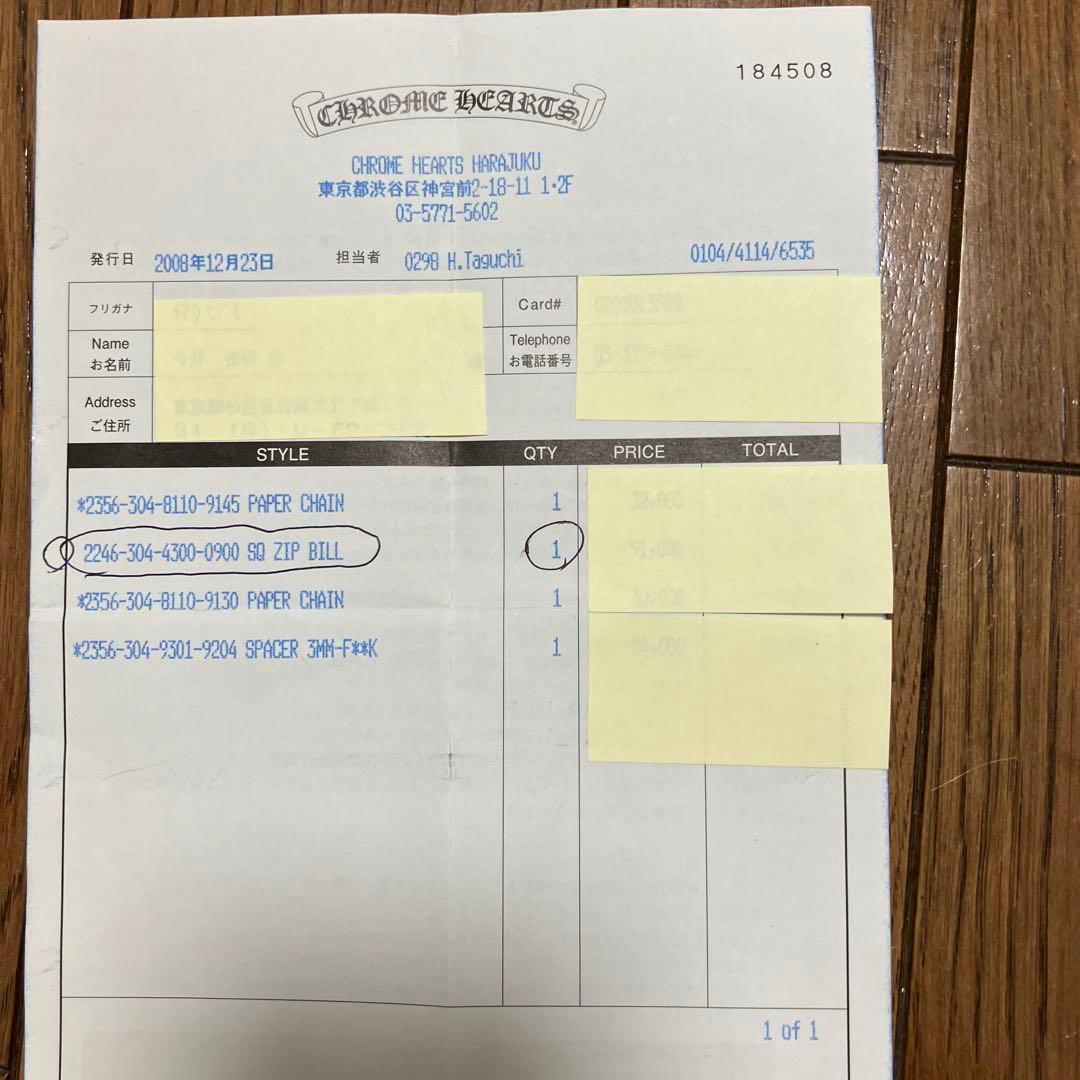 184508
CHROME HEARTS
CHROME HEARTS HARAJUKU
東京都渋谷区神宮前2-18-11 1・2F
03-5771-5602
発行日 2008年12月23日 担当者 0298 H.Taguchi 0104/4114/6535
フリガナ Card#
Name
お名前
Telephone
お電話番号
Address
ご住所
STYLE QTY PRICE TOTAL
*2356-304-8110-9145 PAPER CHAIN 1
2246-304-4300-0900 SQ ZIP BILL 1
*2356-304-8110-9130 PAPER CHAIN 1
*2356-304-9301-9204 SPACER 3MM-F**K 1
1 of 1